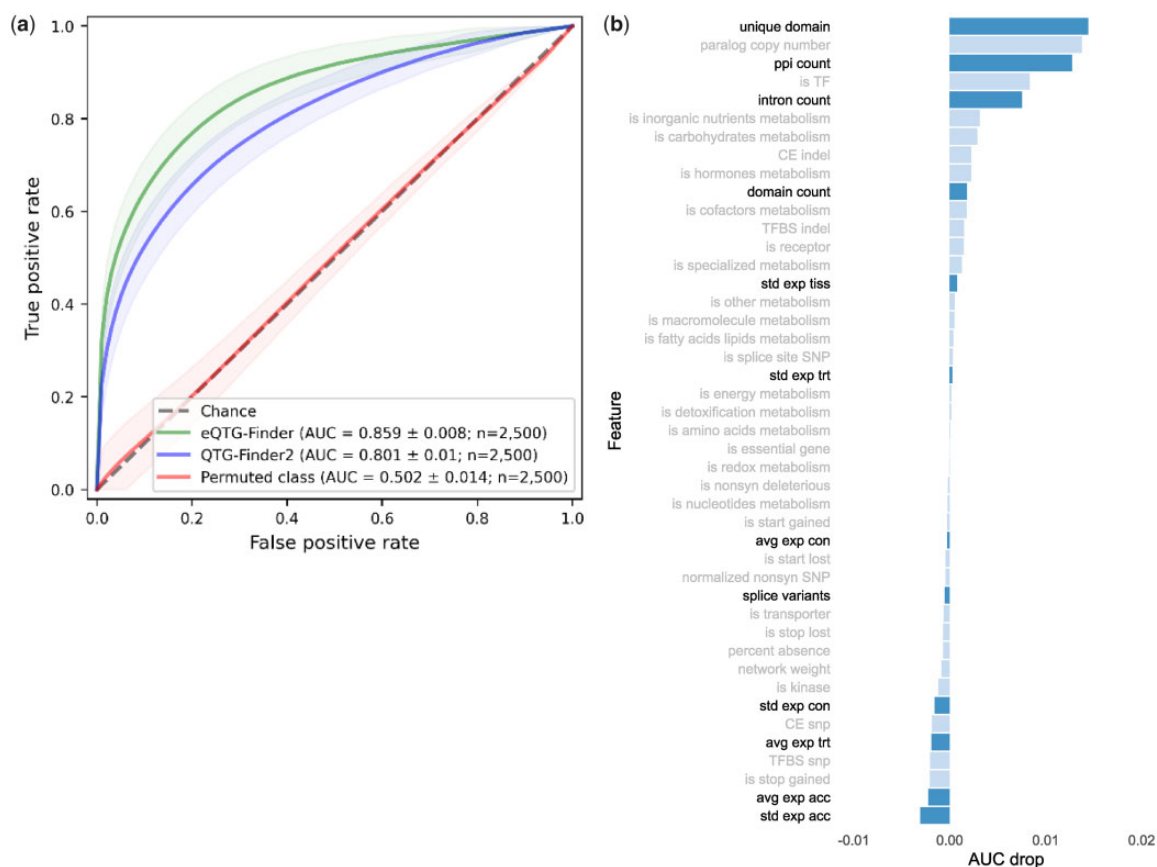 (a)
1.0
0.8
0.6
0.4
0.2
0.0
True positive rate
Chance
eQTG-Finder (AUC = 0.859 ± 0.008; n=2,500)
QTG-Finder2 (AUC = 0.801 ± 0.01; n=2,500)
Permuted class (AUC = 0.502 ± 0.014; n=2,500)
0.0
0.2
0.4
0.6
0.8
1.0
False positive rate
(b)
Feature
unique domain
paralog copy number
ppi count
is TF
intron count
is inorganic nutrients metabolism
is carbohydrates metabolism
CE indel
is hormones metabolism
domain count
is cofactors metabolism
TFBS indel
is receptor
is specialized metabolism
std exp tiss
is other metabolism
is macromolecule metabolism
is fatty acids lipids metabolism
is splice site SNP
std exp trt
is energy metabolism
is detoxification metabolism
is amino acids metabolism
is essential gene
is redox metabolism
is nonsyn deleterious
is nucleotides metabolism
is start gained
avg exp con
is start lost
normalized nonsyn SNP
splice variants
is transporter
is stop lost
percent absence
network weight
is kinase
std exp con
CE snp
avg exp trt
TFBS snp
is stop gained
avg exp acc
std exp acc
-0.01
0.00
0.01
0.02
AUC drop